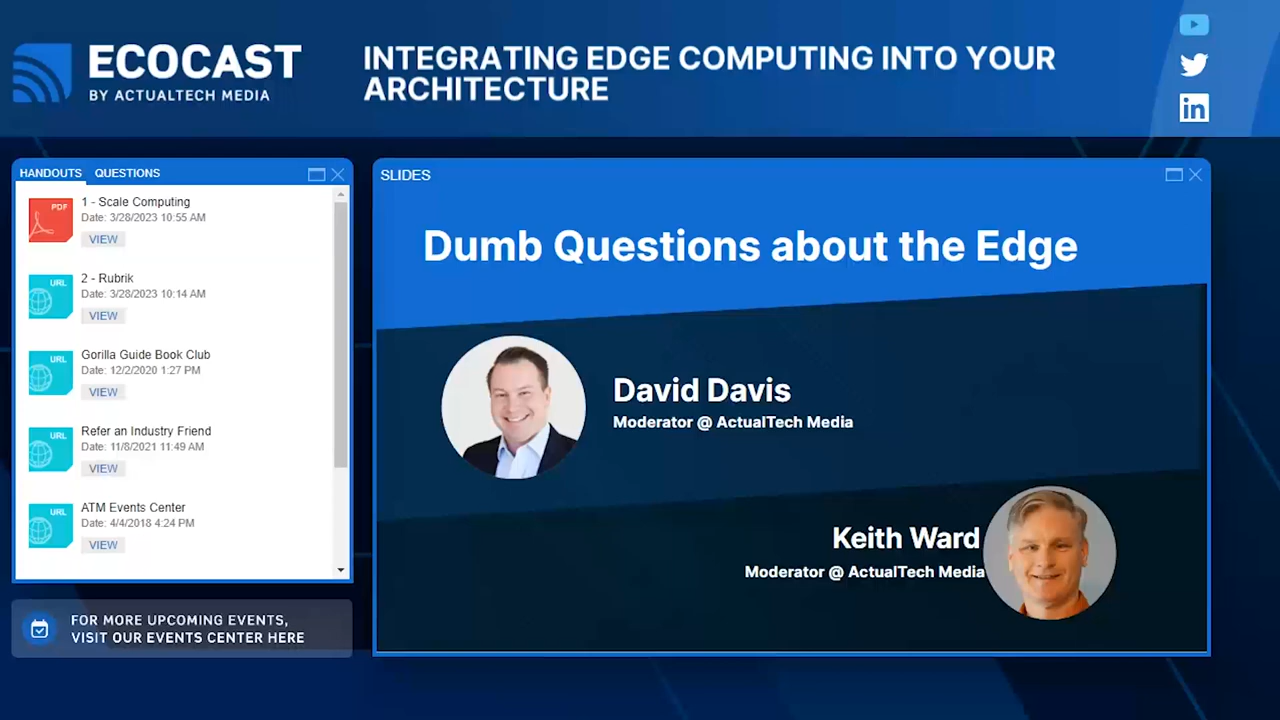 ECOCAST
BY ACTUALTECH MEDIA
INTEGRATING EDGE COMPUTING INTO YOUR
ARCHITECTURE
in
HANDOUTS QUESTIONS
PDF
1 - Scale Computing
Date: 3/28/2023 10:55 AM
VIEW
URL
2 - Rubrik
Date: 3/28/2023 10:14 AM
VIEW
URL
Gorilla Guide Book Club
Date: 12/2/2020 1:27 PM
VIEW
URL
Refer an Industry Friend
Date: 11/8/2021 11:49 AM
VIEW
URL
ATM Events Center
Date: 4/4/2018 4:24 PM
VIEW
FOR MORE UPCOMING EVENTS,
VISIT OUR EVENTS CENTER HERE
SLIDES
Dumb Questions about the Edge
David Davis
Moderator @ ActualTech Media
Keith Ward
Moderator @ ActualTech Media